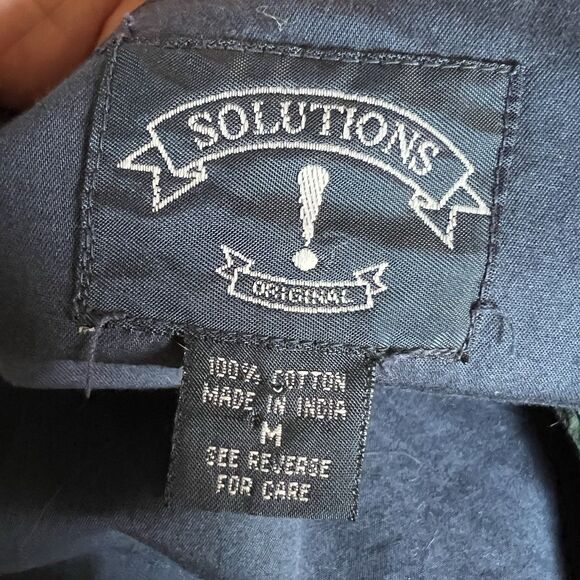 SOLUTIONS
!
ORIGINAL
100% COTTON
MADE IN INDIA
M
SEE REVERSE
FOR CARE